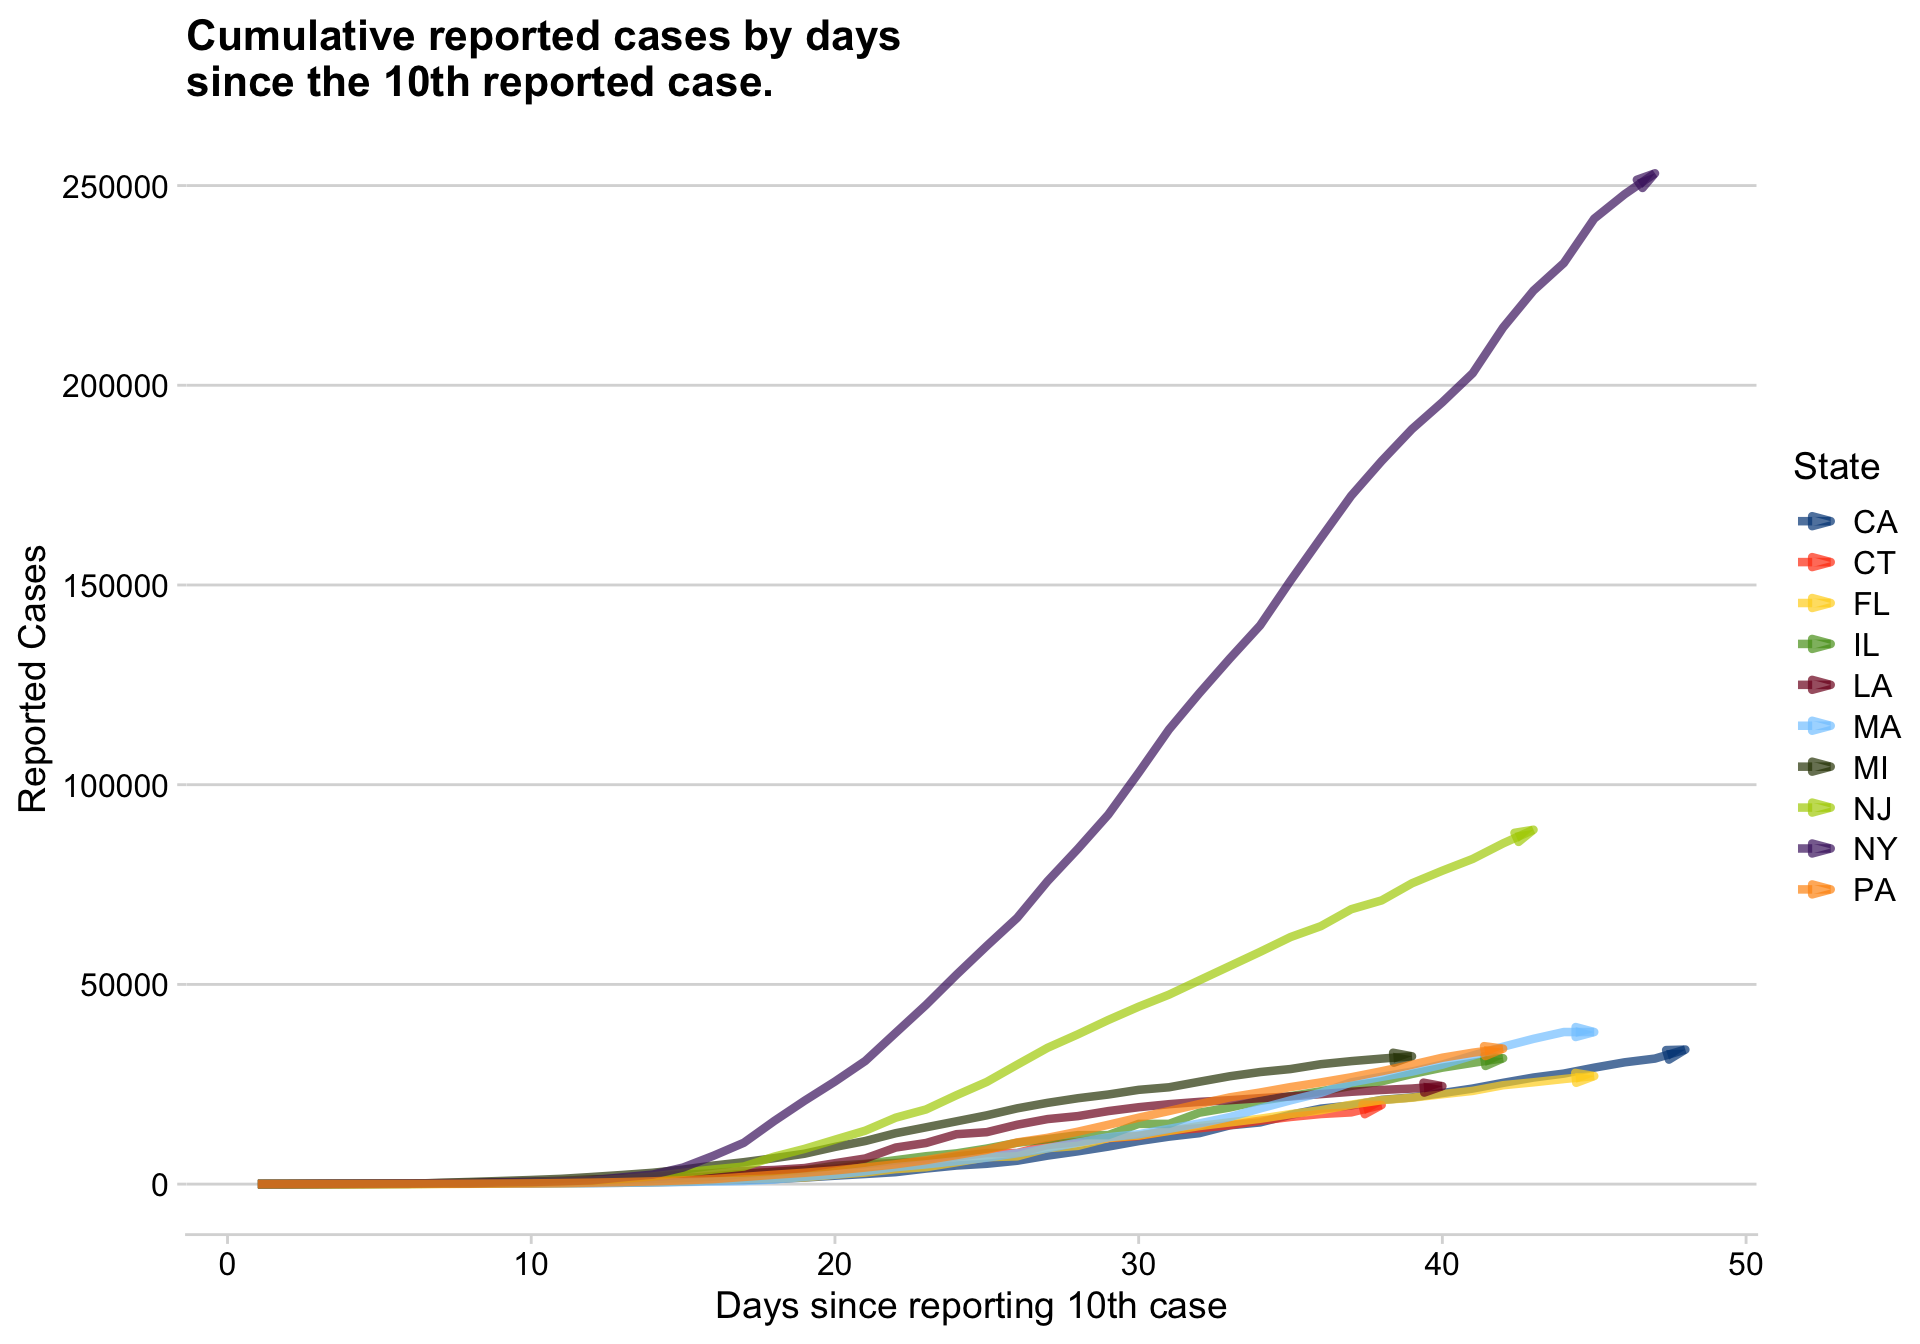 Cumulative reported cases by days
since the 10th reported case.
250000
200000
150000
100000
50000
0
Reported Cases
0 10 20 30 40 50
Days since reporting 10th case
State
CA
CT
FL
IL
LA
MA
MI
NJ
NY
PA